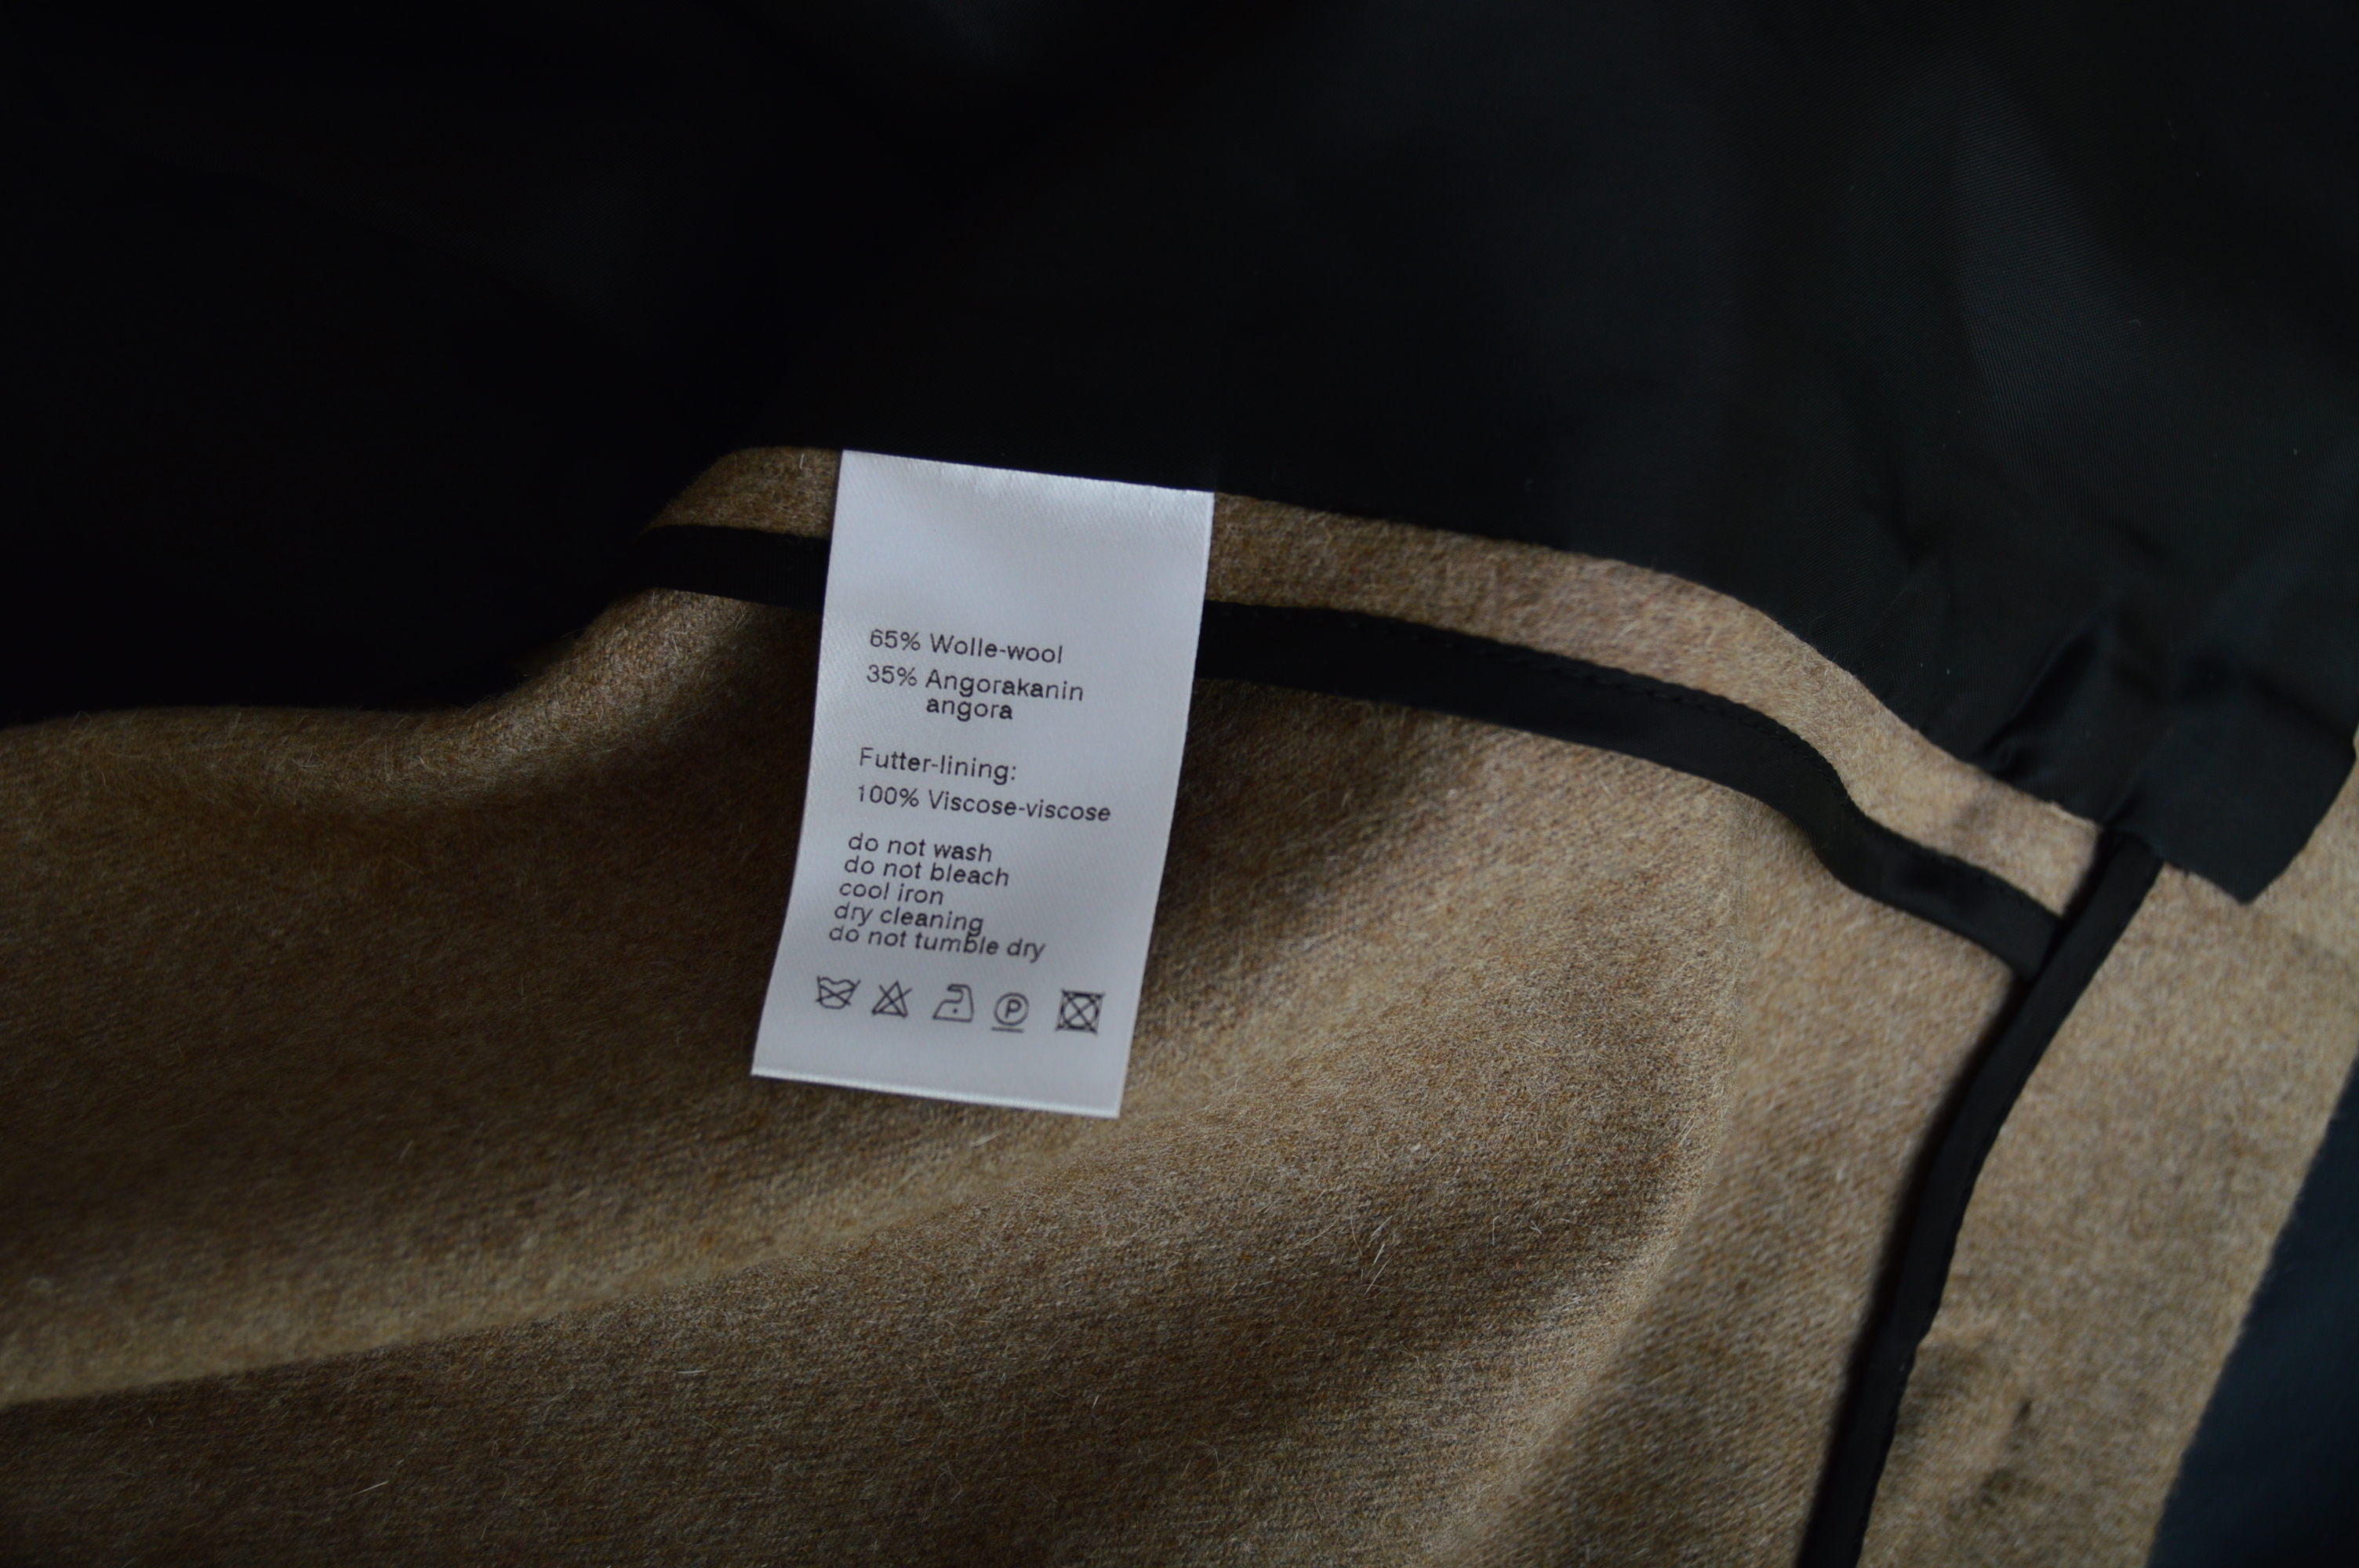 65% Wolle-wool
35% Angorakanin
angora
Futter-lining:
100% Viscose-viscose
do not wash
do not bleach
cool iron
dry cleaning
do not tumble dry
P